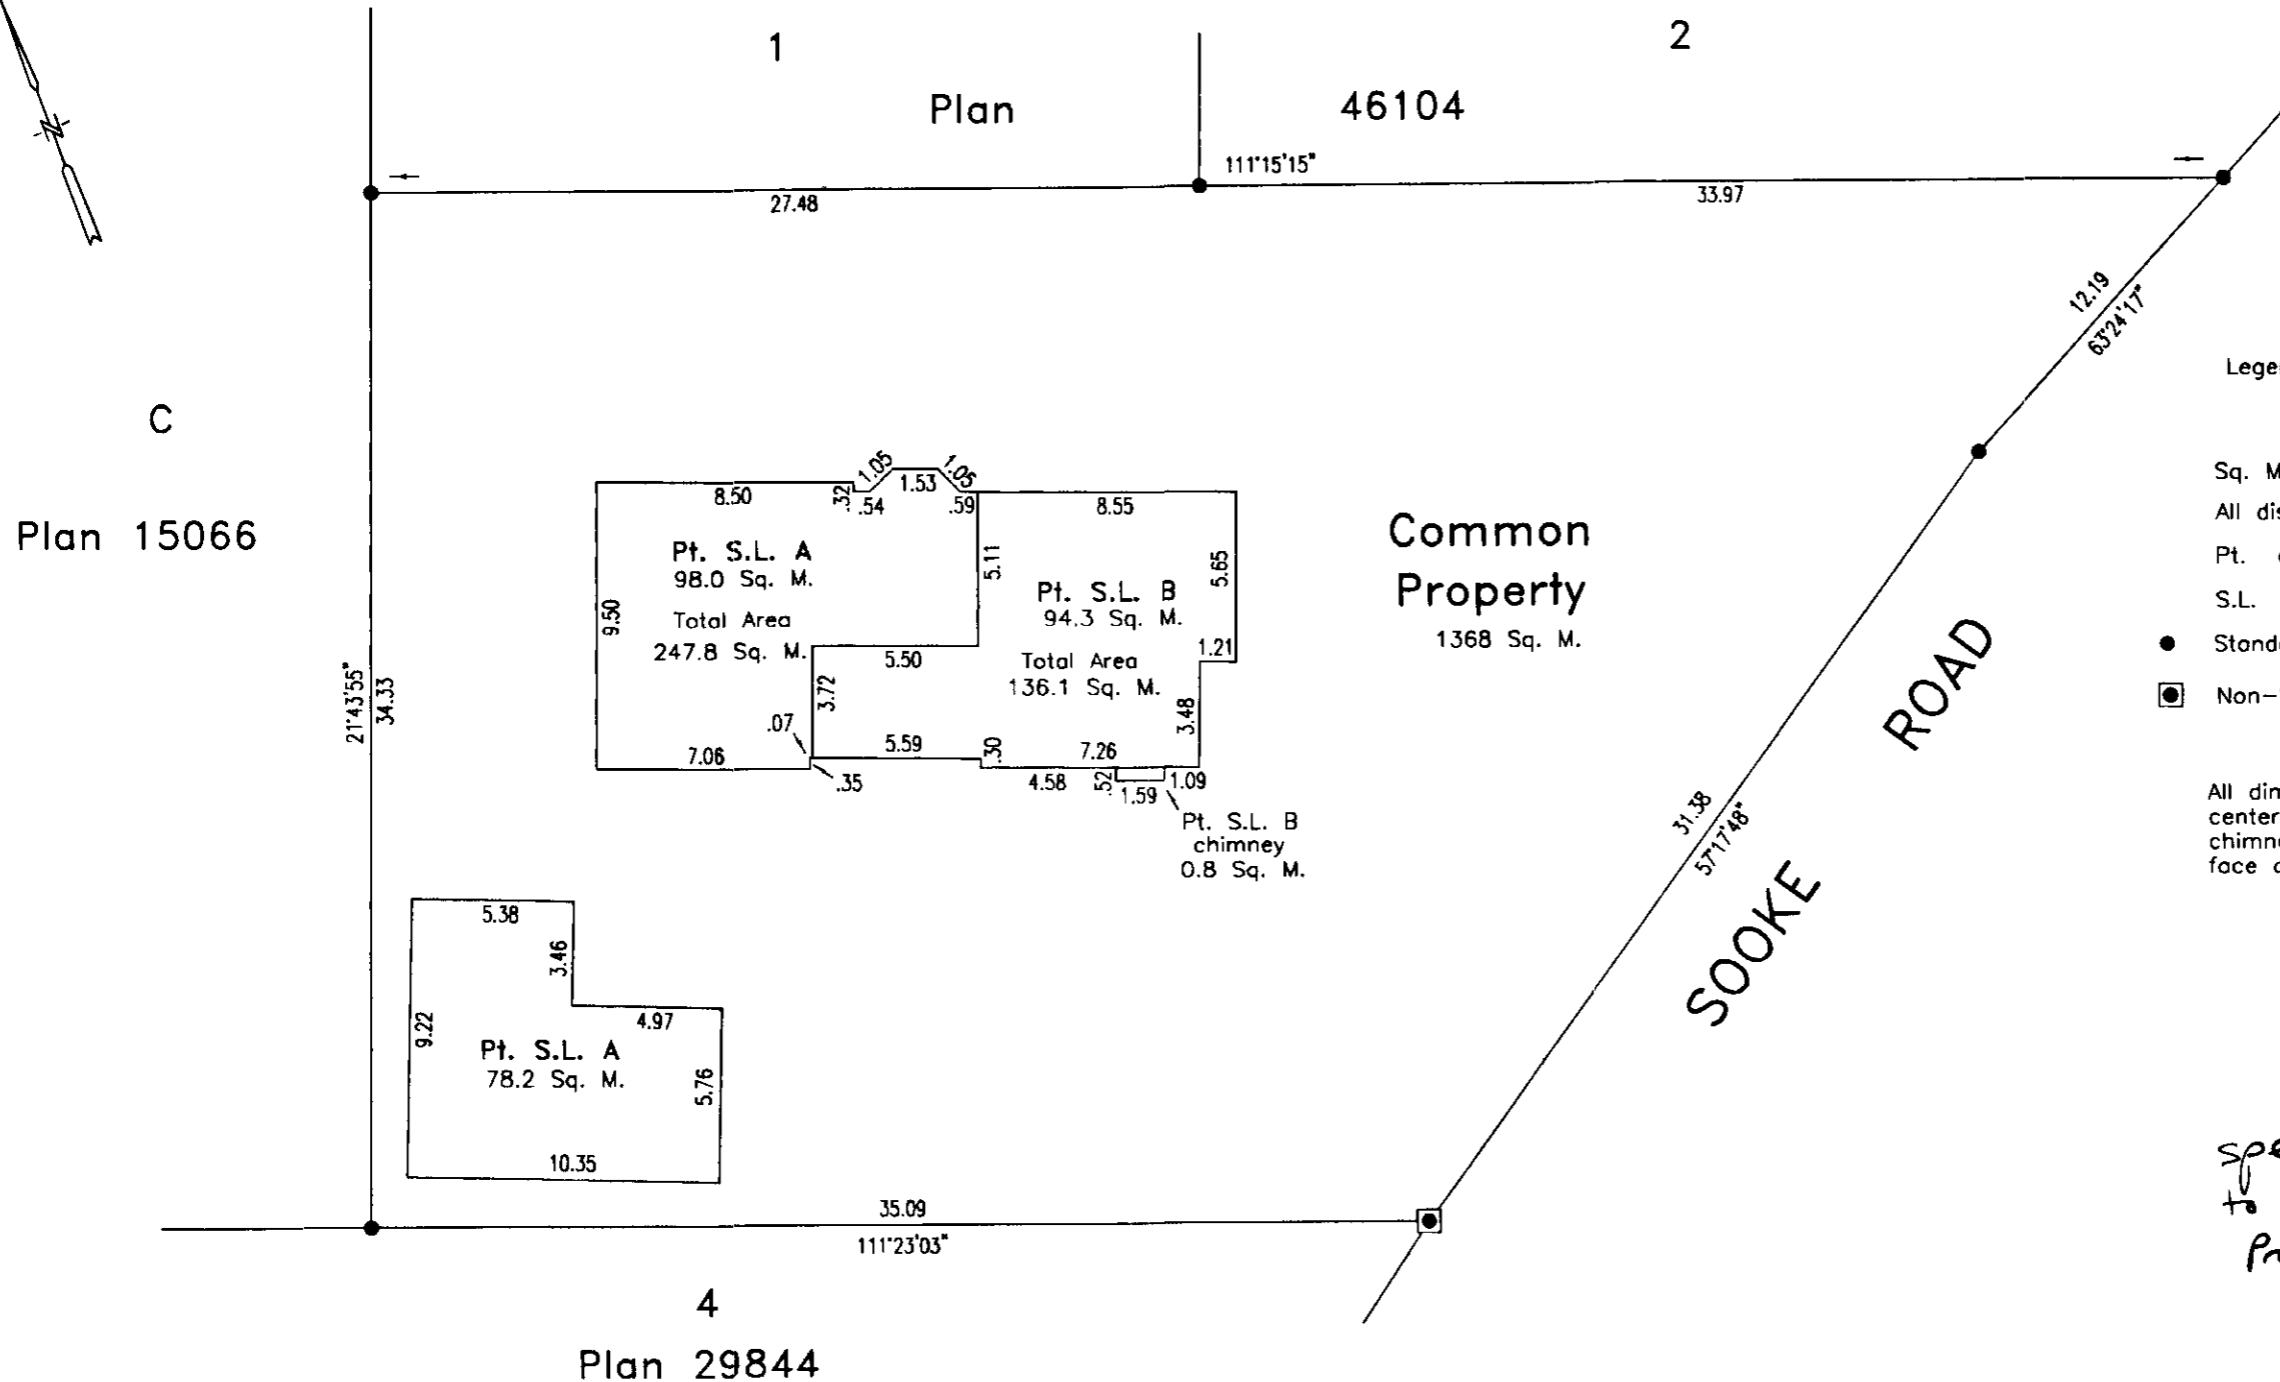 1
2
Plan 46104
111°15'15"
27.48
33.97
12.19
63°24'17"
C
Plan 15066
21°43'55"
34.33
8.50
.32
.54
1.05
1.53
1.05
.59
8.55
Pt. S.L. A
98.0 Sq. M.
Total Area
247.8 Sq. M.
9.50
5.11
5.65
Pt. S.L. B
94.3 Sq. M.
Total Area
136.1 Sq. M.
1.21
5.50
3.72
3.48
.07
7.06
.35
5.59
.30
7.26
4.58
.52
1.59
1.09
Pt. S.L. B
chimney
0.8 Sq. M.
Common
Property
1368 Sq. M.
31.38
57°17'48"
SOOKE ROAD
5.38
3.46
4.97
9.22
Pt. S.L. A
78.2 Sq. M.
5.76
10.35
35.09
111°23'03"
4
Plan 29844
Lege
Sq. M
All dis
Pt.
S.L.
Standa
Non-
All dim
center
chimne
face
spe
to
Pr